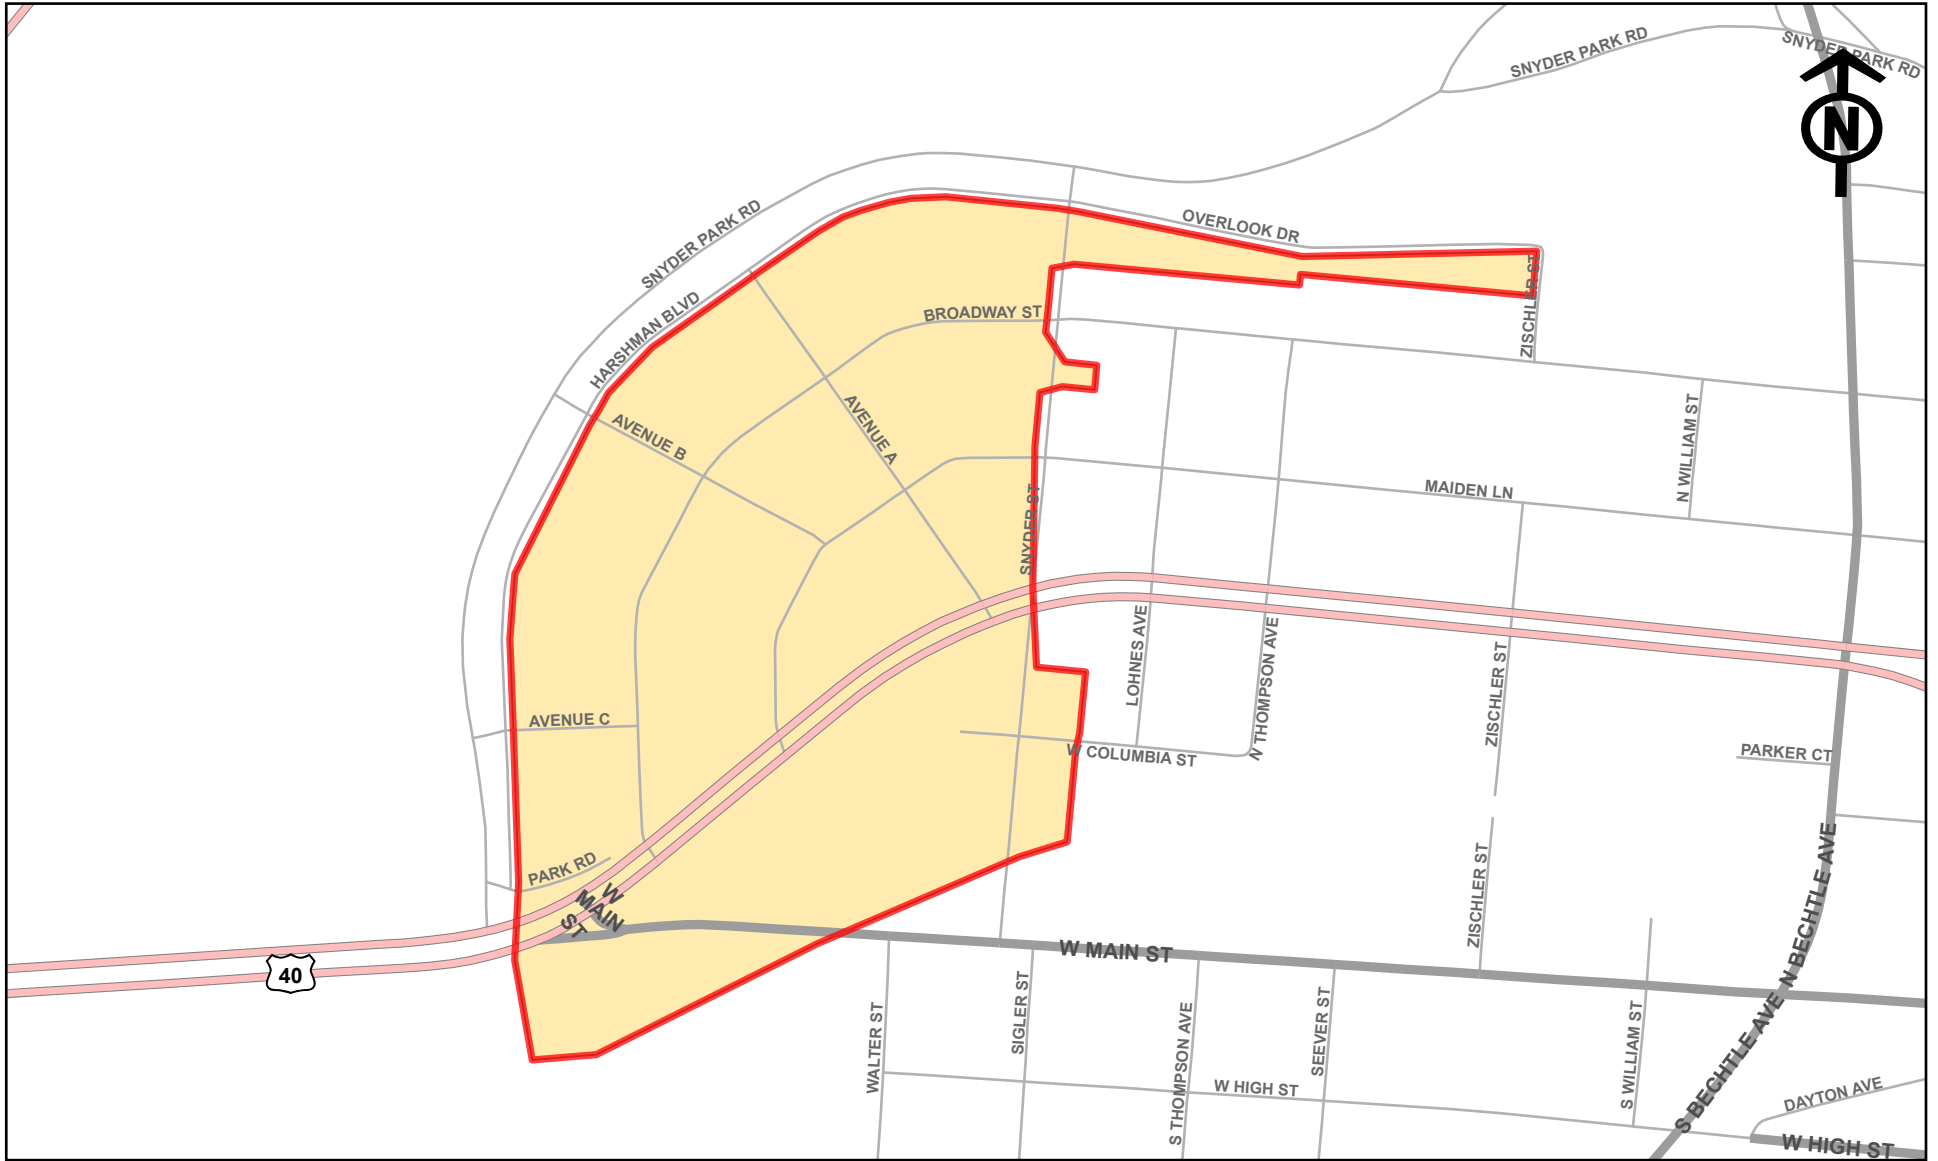 SNYDER PARK RD
SNYDER PARK RD
N
SNYDER PARK RD
OVERLOOK DR
HARSHMAN BLVD
BROADWAY ST
ZISCHLER ST
AVENUE B
AVENUE A
N WILLIAM ST
MAIDEN LN
SNYDER ST
LOHNES AVE
N THOMPSON AVE
ZISCHLER ST
AVENUE C
W COLUMBIA ST
PARKER CT
PARK RD
W
MAIN
ST
ZISCHLER ST
N BECHTLE AVE
W MAIN ST
40
WALTER ST
SIGLER ST
S THOMPSON AVE
SEEVER ST
S WILLIAM ST
S BECHTLE AVE
W HIGH ST
DAYTON AVE
W HIGH ST